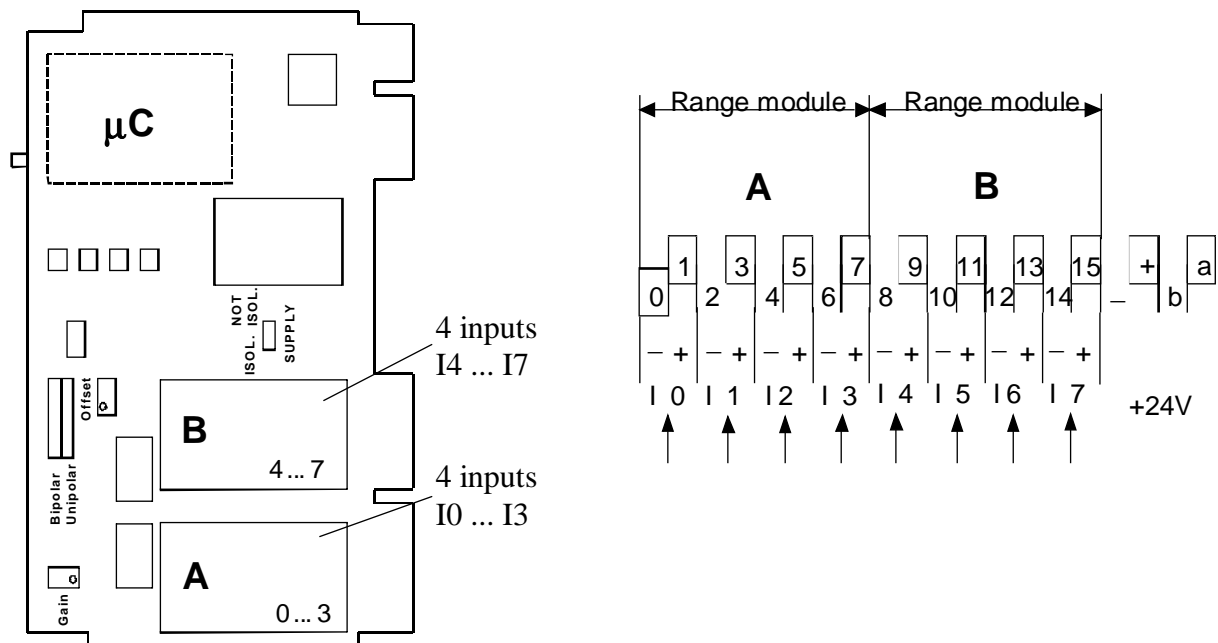 μC
NOT
ISOL. ISOL.
SUPPLY
Offset
Bipolar
Unipolar
Gain
B
4... 7
A
0... 3
4 inputs
I4 ... I7
4 inputs
I0 ... I3
Range module Range module
A B
1 3 5 7 9 11 13 15 + a
0 2 4 6 8 10 12 14 – b
– + – + – + – + – + – + – + – +
I 0 I 1 I 2 I 3 I 4 I 5 I 6 I 7
+24V